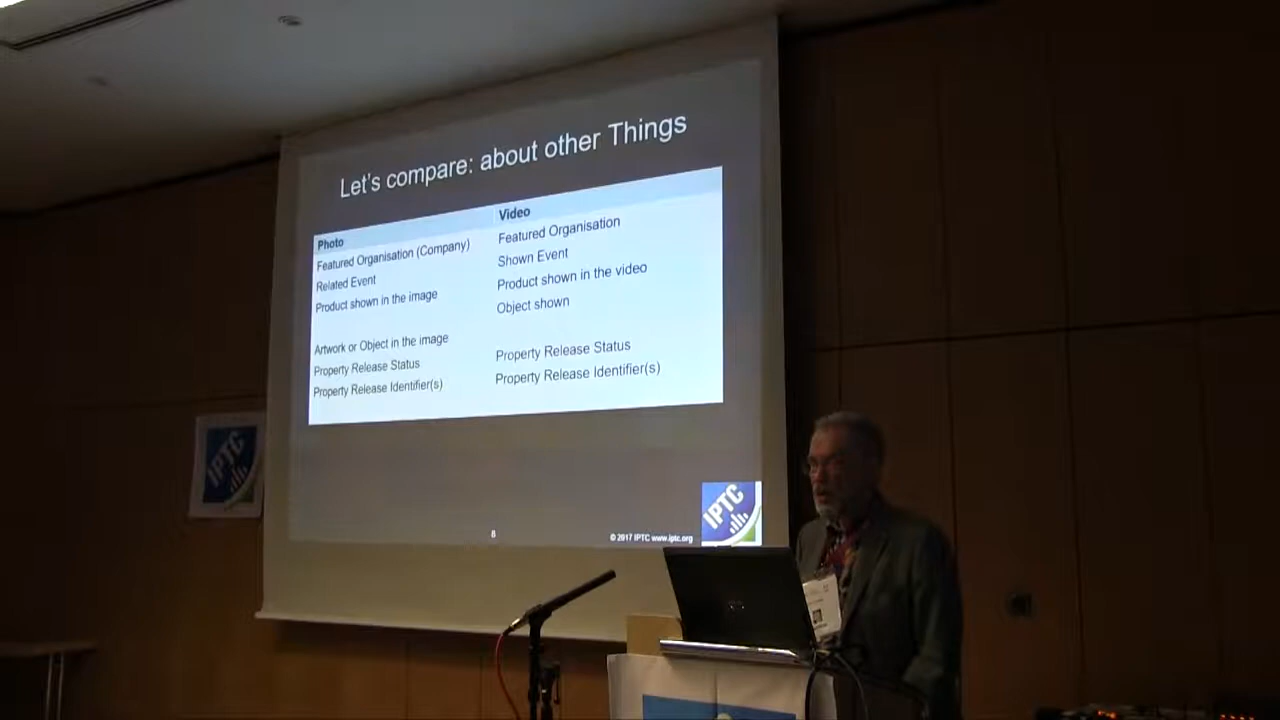 Let's compare: about other Things
Photo
Video
Featured Organisation (Company)
Featured Organisation
Related Event
Shown Event
Product shown in the image
Product shown in the video
Object shown
Artwork or Object in the image
Property Release Status
Property Release Status
Property Release Identifier(s)
Property Release Identifier(s)
8
© 2017 IPTC www.iptc.org
IPTC
IPTC